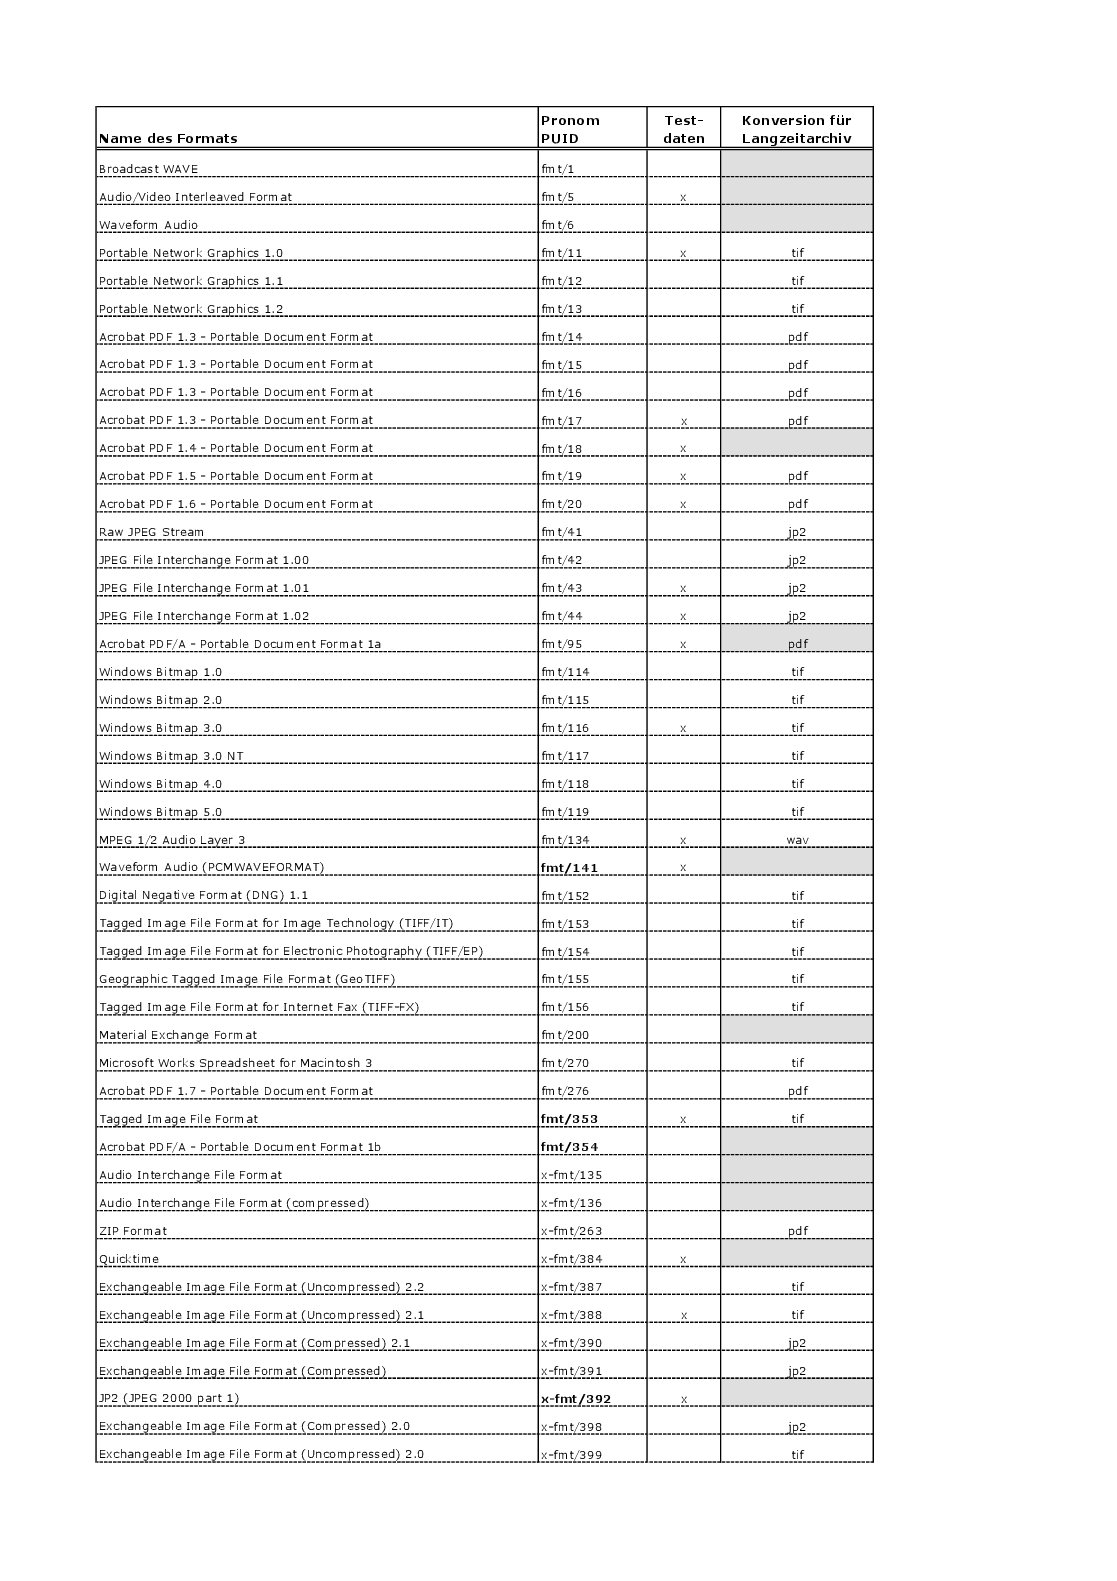 Name des Formats Pronom PUID Test-daten Konversion für Langzeitarchiv
Broadcast WAVE fmt/1
Audio/Video Interleaved Format fmt/5 x
Waveform Audio fmt/6
Portable Network Graphics 1.0 fmt/11 x tif
Portable Network Graphics 1.1 fmt/12 tif
Portable Network Graphics 1.2 fmt/13 tif
Acrobat PDF 1.3 - Portable Document Format fmt/14 pdf
Acrobat PDF 1.3 - Portable Document Format fmt/15 pdf
Acrobat PDF 1.3 - Portable Document Format fmt/16 pdf
Acrobat PDF 1.3 - Portable Document Format fmt/17 x pdf
Acrobat PDF 1.4 - Portable Document Format fmt/18 x
Acrobat PDF 1.5 - Portable Document Format fmt/19 x pdf
Acrobat PDF 1.6 - Portable Document Format fmt/20 x pdf
Raw JPEG Stream fmt/41 jp2
JPEG File Interchange Format 1.00 fmt/42 jp2
JPEG File Interchange Format 1.01 fmt/43 x jp2
JPEG File Interchange Format 1.02 fmt/44 x jp2
Acrobat PDF/A - Portable Document Format 1a fmt/95 x pdf
Windows Bitmap 1.0 fmt/114 tif
Windows Bitmap 2.0 fmt/115 tif
Windows Bitmap 3.0 fmt/116 x tif
Windows Bitmap 3.0 NT fmt/117 tif
Windows Bitmap 4.0 fmt/118 tif
Windows Bitmap 5.0 fmt/119 tif
MPEG 1/2 Audio Layer 3 fmt/134 x wav
Waveform Audio (PCMWAVEFORMAT) fmt/141 x
Digital Negative Format (DNG) 1.1 fmt/152 tif
Tagged Image File Format for Image Technology (TIFF/IT) fmt/153 tif
Tagged Image File Format for Electronic Photography (TIFF/EP) fmt/154 tif
Geographic Tagged Image File Format (GeoTIFF) fmt/155 tif
Tagged Image File Format for Internet Fax (TIFF-FX) fmt/156 tif
Material Exchange Format fmt/200
Microsoft Works Spreadsheet for Macintosh 3 fmt/270 tif
Acrobat PDF 1.7 - Portable Document Format fmt/276 pdf
Tagged Image File Format fmt/353 x tif
Acrobat PDF/A - Portable Document Format 1b fmt/354
Audio Interchange File Format x-fmt/135
Audio Interchange File Format (compressed) x-fmt/136
ZIP Format x-fmt/263 pdf
Quicktime x-fmt/384 x
Exchangeable Image File Format (Uncompressed) 2.2 x-fmt/387 tif
Exchangeable Image File Format (Uncompressed) 2.1 x-fmt/388 x tif
Exchangeable Image File Format (Compressed) 2.1 x-fmt/390 jp2
Exchangeable Image File Format (Compressed) x-fmt/391 jp2
JP2 (JPEG 2000 part 1) x-fmt/392 x
Exchangeable Image File Format (Compressed) 2.0 x-fmt/398 jp2
Exchangeable Image File Format (Uncompressed) 2.0 x-fmt/399 tif